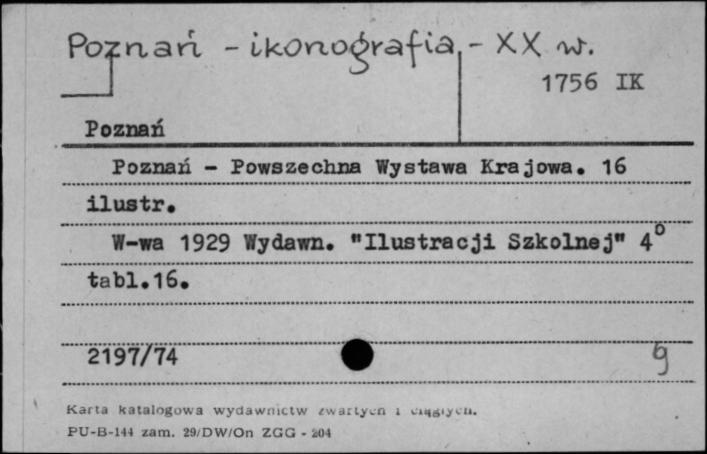 Poznań - ikonografia, - XX w.
1756 IK
Poznań
Poznań - Powszechna Wystawa Krajowa. 16
ilustr.
W-wa 1929 Wydawn. "Ilustracji Szkolnej" 4°
tabl.16.
2197/74 g
Karta katalogowa wydawnictw zwartych i ciągłych.
PU-B-144 zam. 29/DW/On ZGG - 204